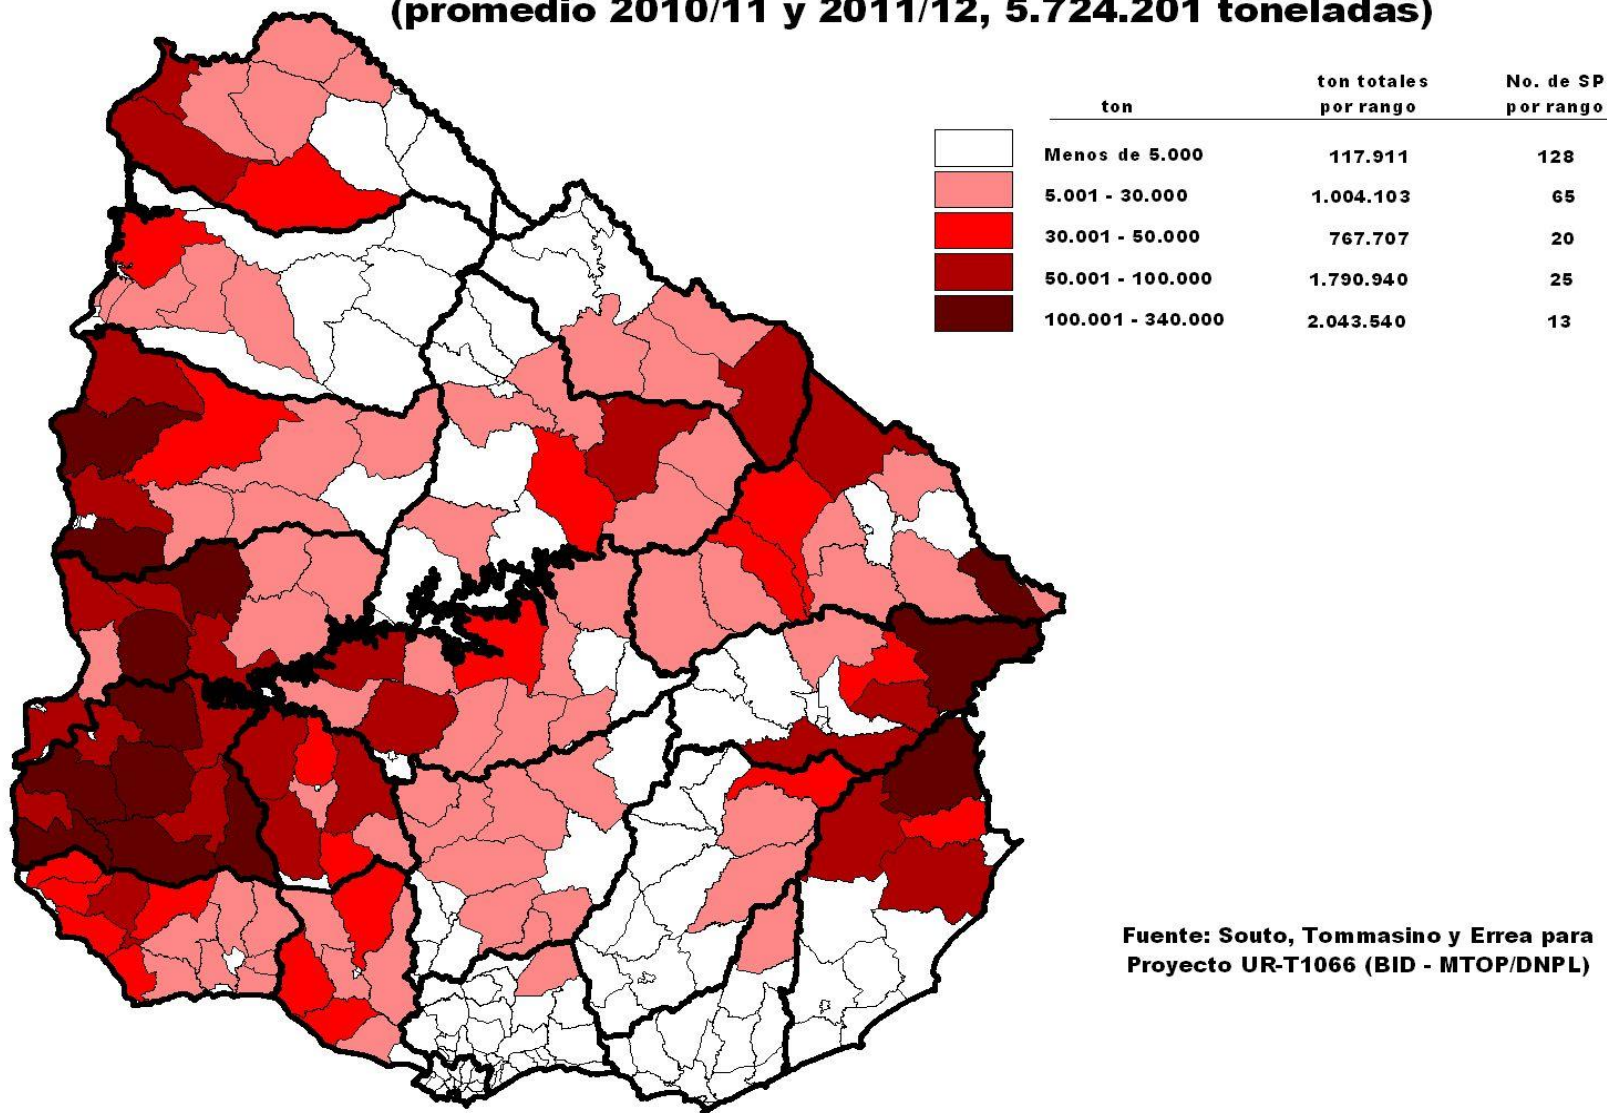 (promedio 2010/11 y 2011/12, 5.724.201 toneladas)
ton totales No. de SP
ton por rango por rango
Menos de 5.000 117.911 128
5.001 - 30.000 1.004.103 65
30.001 - 50.000 767.707 20
50.001 - 100.000 1.790.940 25
100.001 - 340.000 2.043.540 13
Fuente: Souto, Tommasino y Errea para
Proyecto UR-T1066 (BID - MTOP/DNPL)